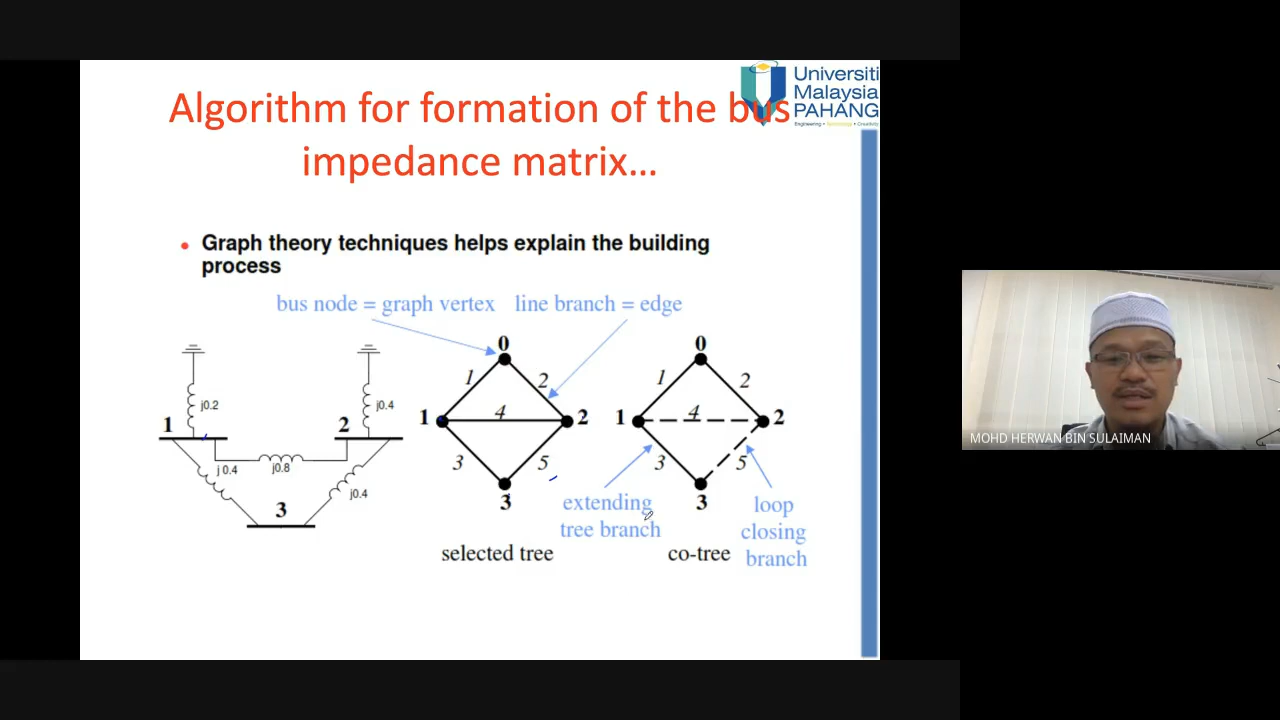 Algorithm for formation of the bus
impedance matrix...
Universiti
Malaysia
PAHANG
Engineering • Technology • Creativity
• Graph theory techniques helps explain the building
process
bus node = graph vertex
line branch = edge
j0.2
j0.4
1
2
j 0.4
j0.8
j0.4
3
0
1
2
1
4
2
3
5
3
selected tree
0
1
2
1
4
2
3
5
3
extending
tree branch
loop
closing
branch
co-tree
MOHD HERWAN BIN SULAIMAN